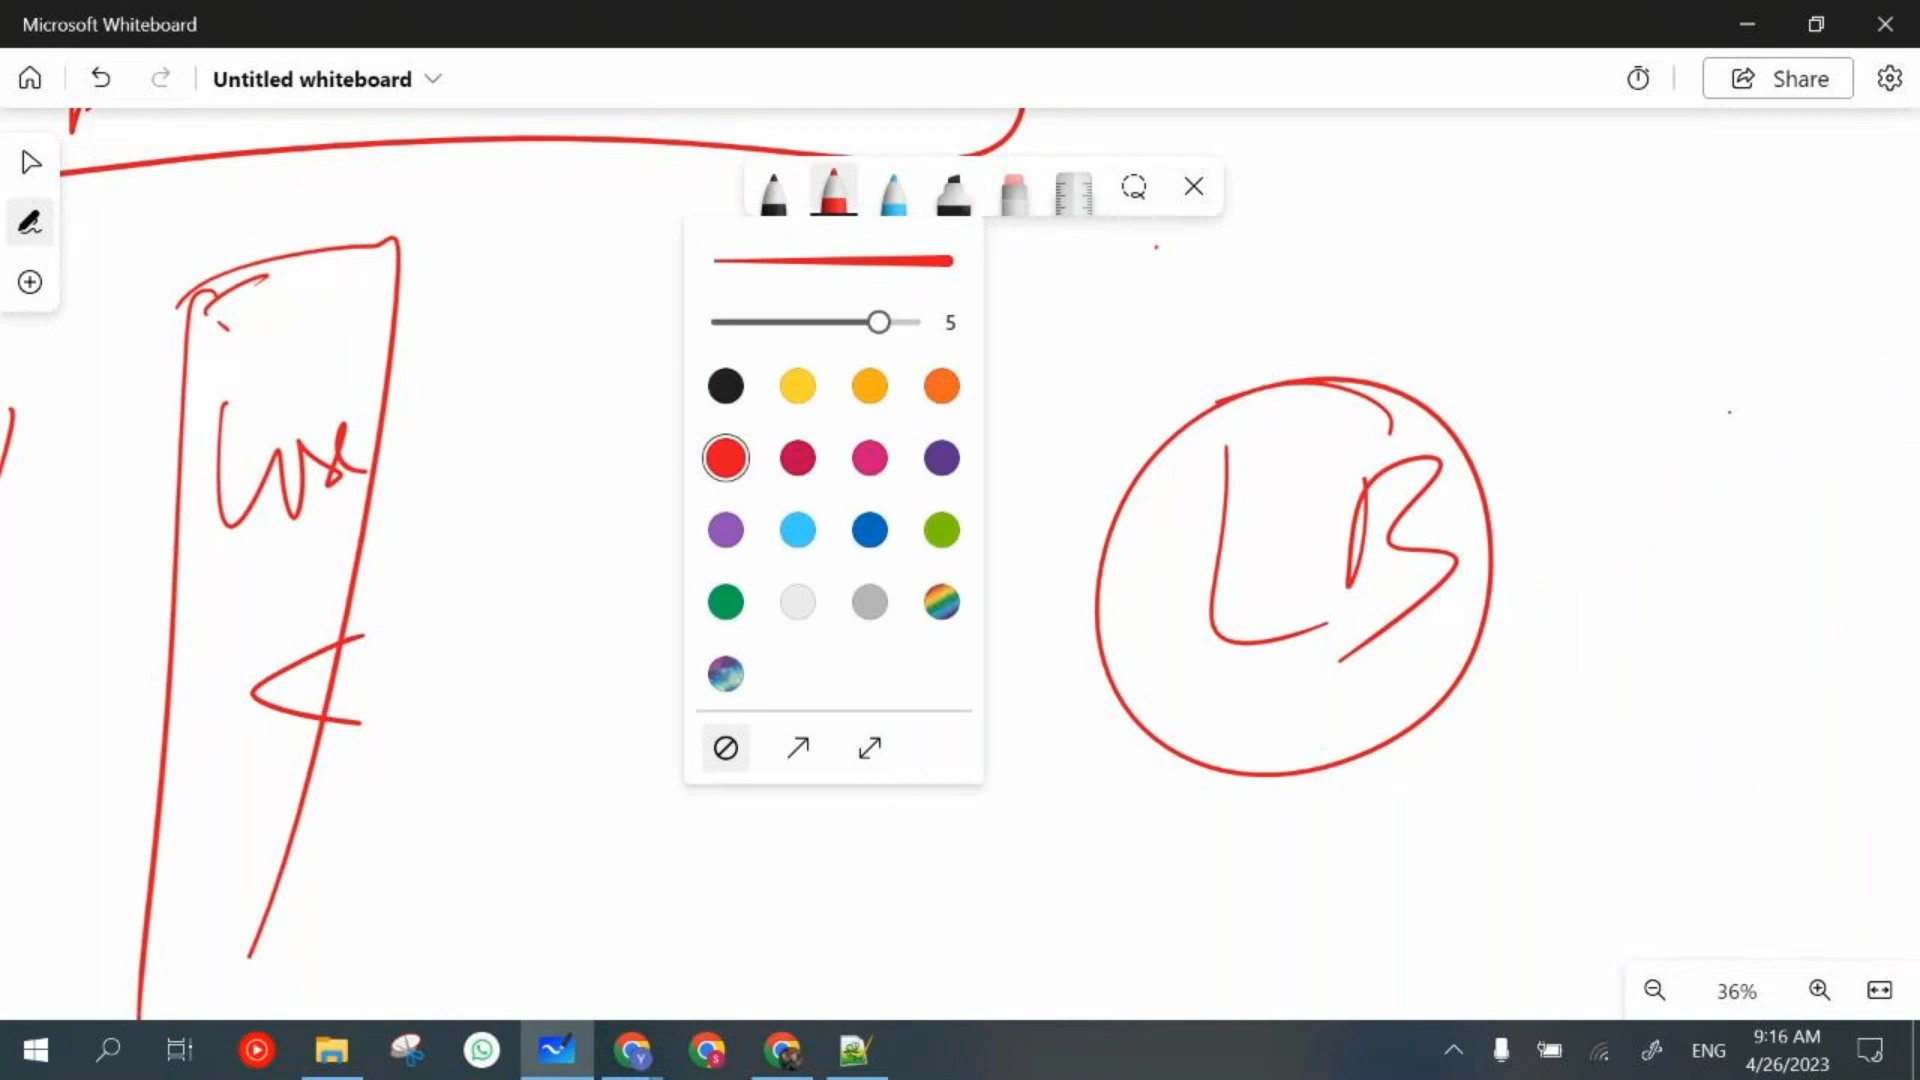 Microsoft Whiteboard
Untitled whiteboard
Share
5
LB
36%
ENG
9:16 AM
4/26/2023